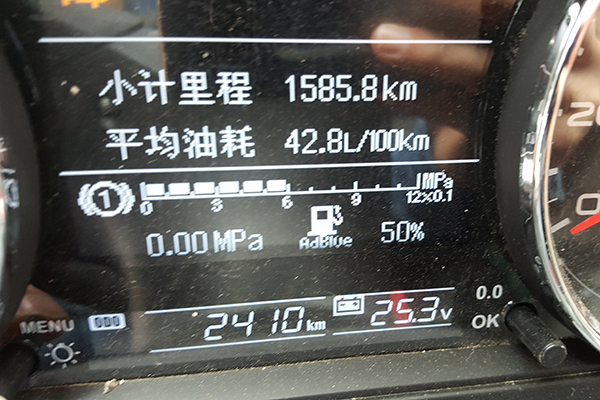 小计里程 1585.8km
平均油耗 42.8L/100km
1 MPa
0 3 6 9 12×0.1
0.00MPa AdBlue 50%
MENU 2410km 25.3v 0.0
OK